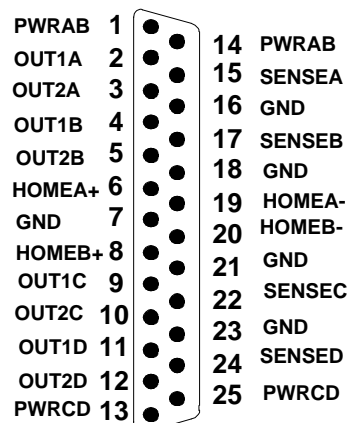 PWRAB 1
OUT1A 2
OUT2A 3
OUT1B 4
OUT2B 5
HOMEA+ 6
GND 7
HOMEB+ 8
OUT1C 9
OUT2C 10
OUT1D 11
OUT2D 12
PWRCD 13
14 PWRAB
15 SENSEA
16 GND
17 SENSEB
18 GND
19 HOMEA-
20 HOMEB-
21 GND
22 SENSEC
23 GND
24 SENSED
25 PWRCD